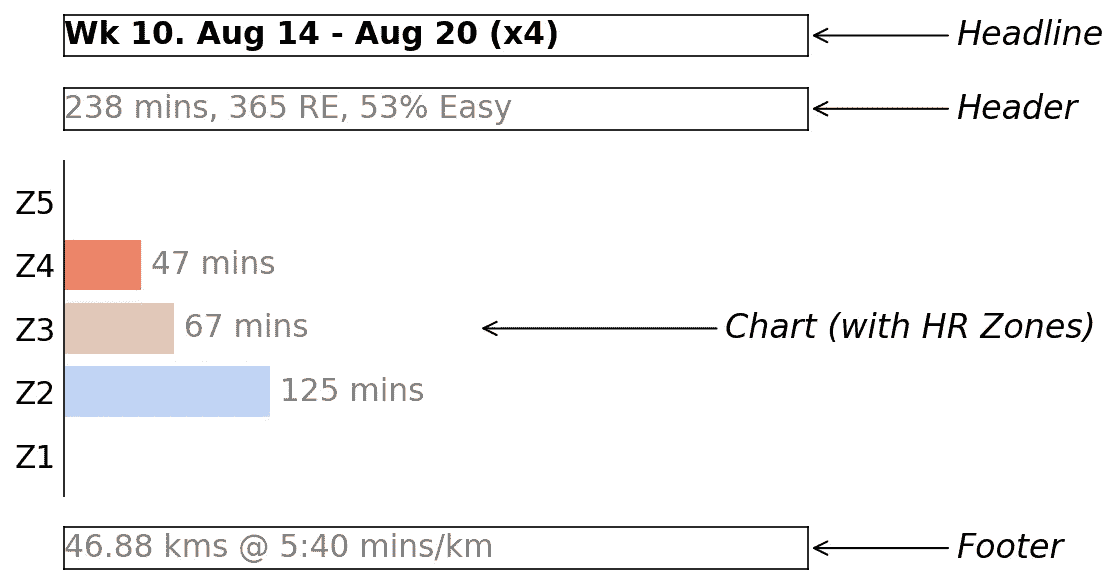 Wk 10. Aug 14 - Aug 20 (x4)
Headline
238 mins, 365 RE, 53% Easy
Header
Z5
Z4 47 mins
Z3 67 mins
Chart (with HR Zones)
Z2 125 mins
Z1
46.88 kms @ 5:40 mins/km
Footer